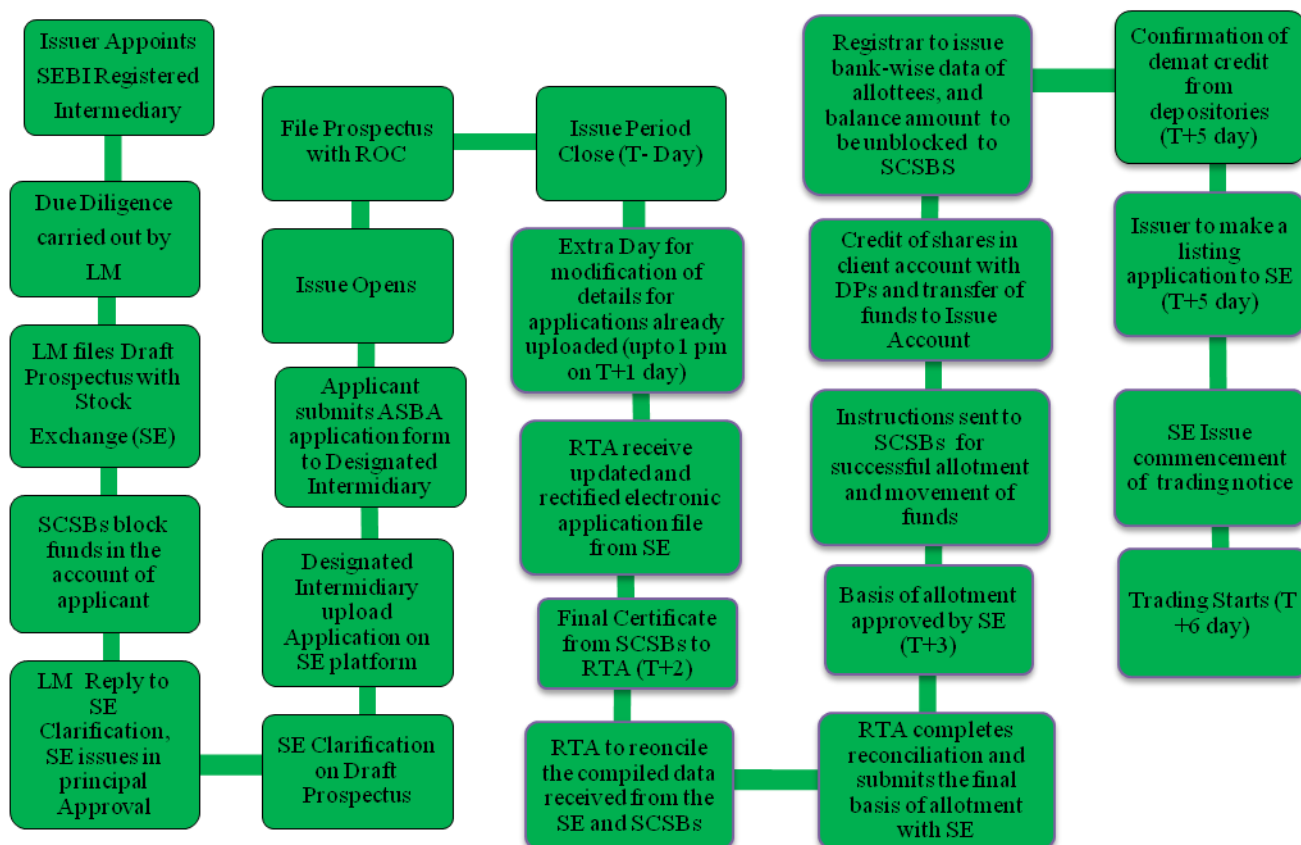 Issuer Appoints
SEBI Registered
Intermediary
Due Diligence
carried out by
LM
LM files Draft
Prospectus with
Stock
Exchange (SE)
SCSBs block
funds in the
account of
applicant
LM Reply to
SE
Clarification,
SE issues in
principal
Approval
SE Clarification
on Draft
Prospectus
Designated
Intermidiary
upload
Application on
SE platform
Applicant
submits ASBA
application form
to Designated
Intermidiary
Issue Opens
File Prospectus
with ROC
Issue Period
Close (T- Day)
Extra Day for
modification of
details for
applications already
uploaded (upto 1 pm
on T+1 day)
RTA receive
updated and
rectified electronic
application file
from SE
Final Certificate
from SCSBs to
RTA (T+2)
RTA to reconcile
the compiled data
received from the
SE and SCSBs
RTA completes
reconciliation and
submits the final
basis of allotment
with SE
Basis of allotment
approved by SE
(T+3)
Instructions sent to
SCSBs for
successful allotment
and movement of
funds
Credit of shares in
client account with
DPs and transfer of
funds to Issue
Account
Registrar to issue
bank-wise data of
allottees, and
balance amount to
be unblocked to
SCSBS
Confirmation of
demat credit
from
depositories
(T+5 day)
Issuer to make a
listing
application to SE
(T+5 day)
SE Issue
commencement
of trading notice
Trading Starts (T
+6 day)